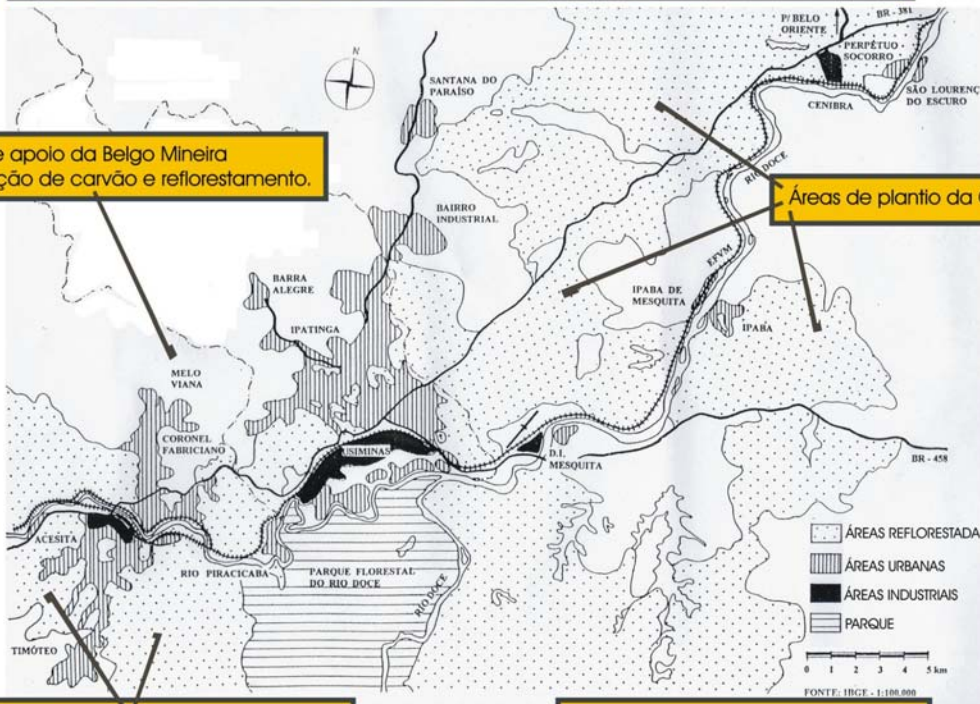 P/ BELO
ORIENTE
BR - 381
PERPÉTUO
SOCORRO
N
SANTANA DO
PARAÍSO
CENIBRA
SÃO LOURENÇ
DO ESCURO
e apoio da Belgo Mineira
ção de carvão e reflorestamento.
RIO DOCE
Áreas de plantio da
BAIRRO
INDUSTRIAL
EFVM
BARRA
ALEGRE
IPABA DE
MESQUITA
IPATINGA
IPABA
MELO
VIANA
CORONEL
FABRICIANO
USIMINAS
D.I.
MESQUITA
BR - 458
ACESITA
ÁREAS REFLORESTADA
ÁREAS URBANAS
RIO PIRACICABA
PARQUE FLORESTAL
DO RIO DOCE
RIO DOCE
ÁREAS INDUSTRIAIS
PARQUE
TIMÓTEO
0 1 2 3 4 5 km
FONTE: IBGE - 1:100.000